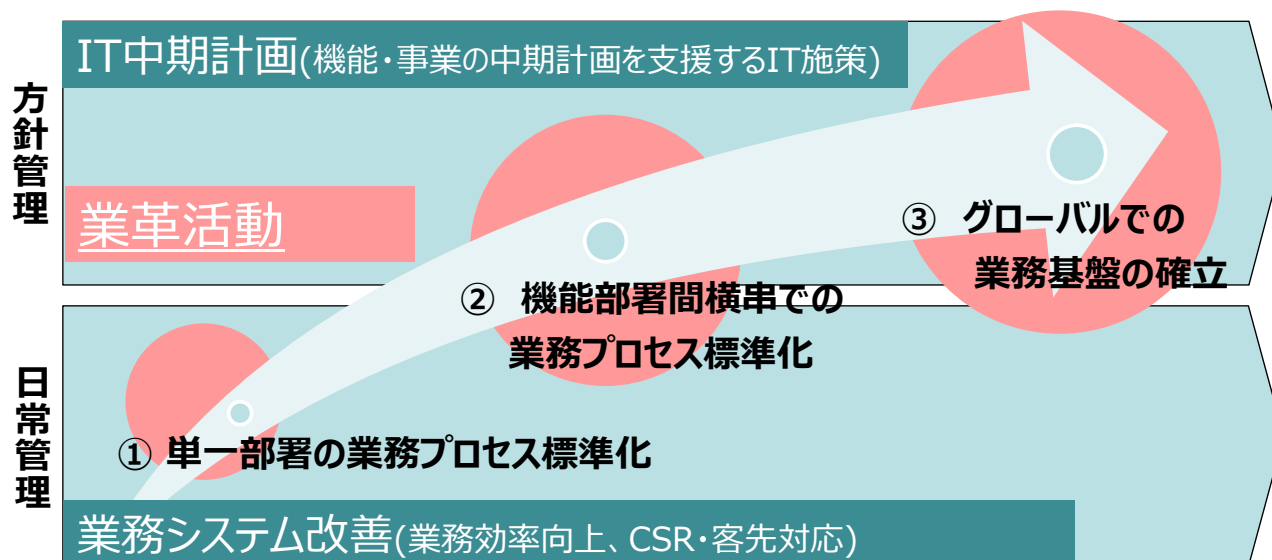 方針管理
IT中期計画(機能・事業の中期計画を支援するIT施策)
業革活動
③ グローバルでの
業務基盤の確立
② 機能部署間横串での
業務プロセス標準化
日常管理
① 単一部署の業務プロセス標準化
業務システム改善(業務効率向上、CSR・客先対応)